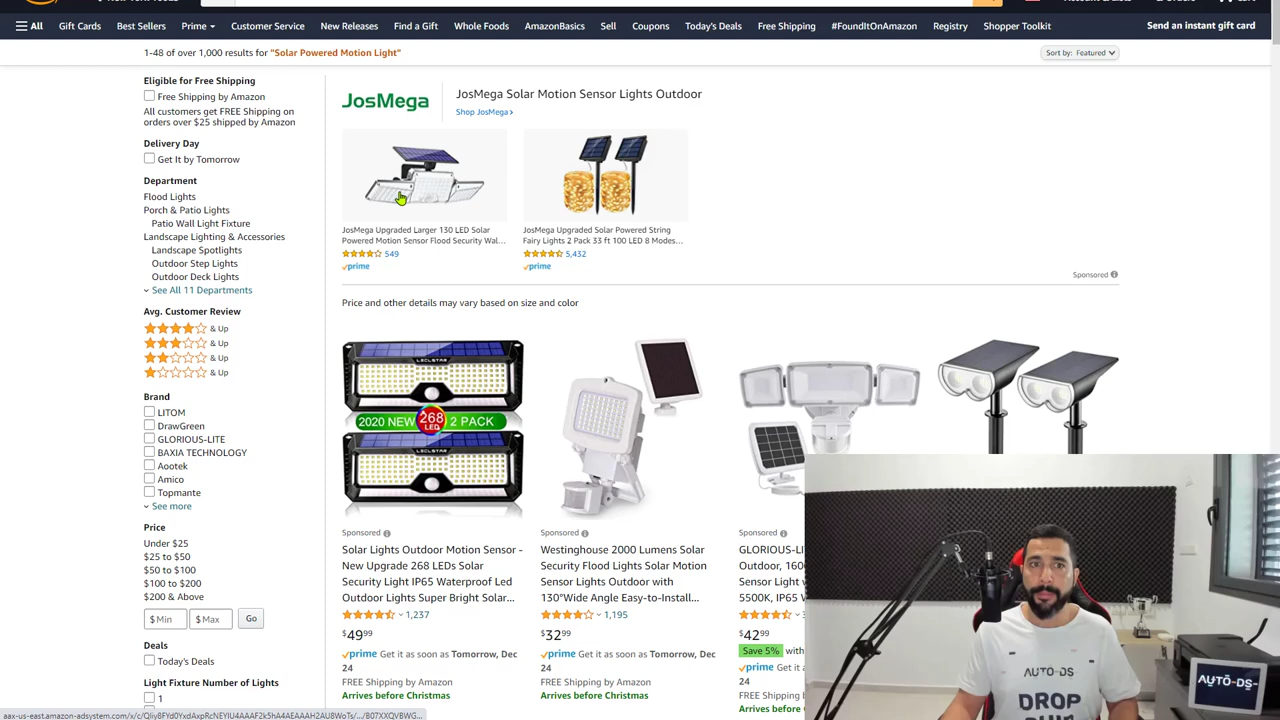 All Gift Cards Best Sellers Prime Customer Service New Releases Find a Gift Whole Foods AmazonBasics Sell Coupons Today's Deals Free Shipping #FoundItOnAmazon Registry Shopper Toolkit Send an instant gift card
1-48 of over 1,000 results for "Solar Powered Motion Light"
Sort by: Featured
Eligible for Free Shipping
Free Shipping by Amazon
All customers get FREE Shipping on
orders over $25 shipped by Amazon
Delivery Day
Get It by Tomorrow
Department
Flood Lights
Porch & Patio Lights
Patio Wall Light Fixture
Landscape Lighting & Accessories
Landscape Spotlights
Outdoor Step Lights
Outdoor Deck Lights
See All 11 Departments
Avg. Customer Review
& Up
& Up
& Up
& Up
Brand
LITOM
DrawGreen
GLORIOUS-LITE
BAXIA TECHNOLOGY
Aootek
Amico
Topmante
See more
Price
Under $25
$25 to $50
$50 to $100
$100 to $200
$200 & Above
$ Min $ Max Go
Deals
Today's Deals
Light Fixture Number of Lights
1
JosMega
JosMega Solar Motion Sensor Lights Outdoor
Shop JosMega ›
JosMega Upgraded Larger 130 LED Solar
Powered Motion Sensor Flood Security Wal...
549
prime
JosMega Upgraded Solar Powered String
Fairy Lights 2 Pack 33 ft 100 LED 8 Modes...
5,432
prime
Sponsored
Price and other details may vary based on size and color
LECLSTAR
2020 NEW 268 LED 2 PACK
Sponsored
Solar Lights Outdoor Motion Sensor -
New Upgrade 268 LEDs Solar
Security Light IP65 Waterproof Led
Outdoor Lights Super Bright Solar...
1,237
$49.99
prime Get it as soon as Tomorrow, Dec
24
FREE Shipping by Amazon
Arrives before Christmas
Sponsored
Westinghouse 2000 Lumens Solar
Security Flood Lights Solar Motion
Sensor Lights Outdoor with
130°Wide Angle Easy-to-Install...
1,195
$32.99
prime Get it as soon as Tomorrow, Dec
24
FREE Shipping by Amazon
Arrives before Christmas
Sponsored
GLORIOUS-LI
Outdoor, 160
Sensor Light w
5500K, IP65 W
$42.99
Save 5% with
prime Get it a
24
FREE Shipping
Arrives before
AUTO-DS
DROP
AUTO-DS